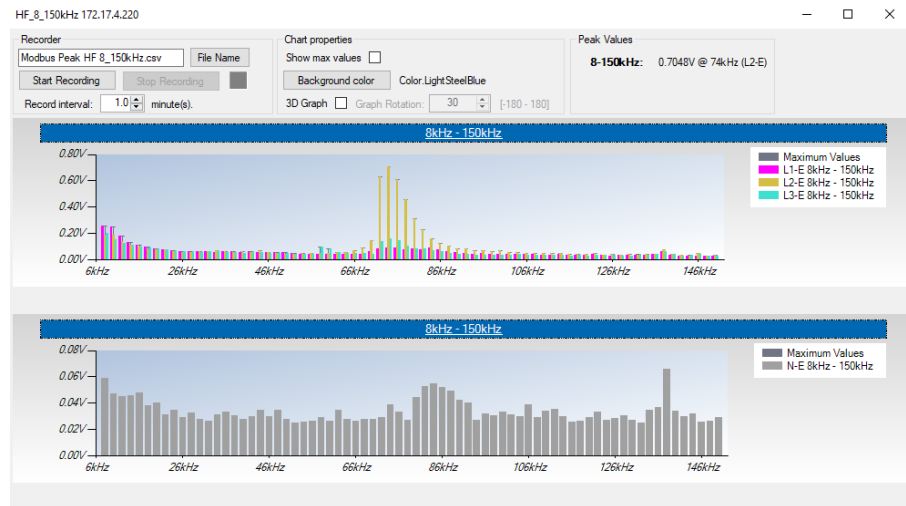 HF_8_150kHz 172.17.4.220
Recorder
Modbus Peak HF 8_150kHz.csv File Name
Start Recording Stop Recording
Record interval: 1.0 minute(s).
Chart properties
Show max values
Background color Color.LightSteelBlue
3D Graph Graph Rotation: 30 [-180 - 180]
Peak Values
8-150kHz: 0.7048V @ 74kHz (L2-E)
8kHz - 150kHz
0.80V
0.60V
0.40V
0.20V
0.00V
6kHz 26kHz 46kHz 66kHz 86kHz 106kHz 126kHz 146kHz
Maximum Values
L1-E 8kHz - 150kHz
L2-E 8kHz - 150kHz
L3-E 8kHz - 150kHz
8kHz - 150kHz
0.08V
0.06V
0.04V
0.02V
0.00V
6kHz 26kHz 46kHz 66kHz 86kHz 106kHz 126kHz 146kHz
Maximum Values
N-E 8kHz - 150kHz